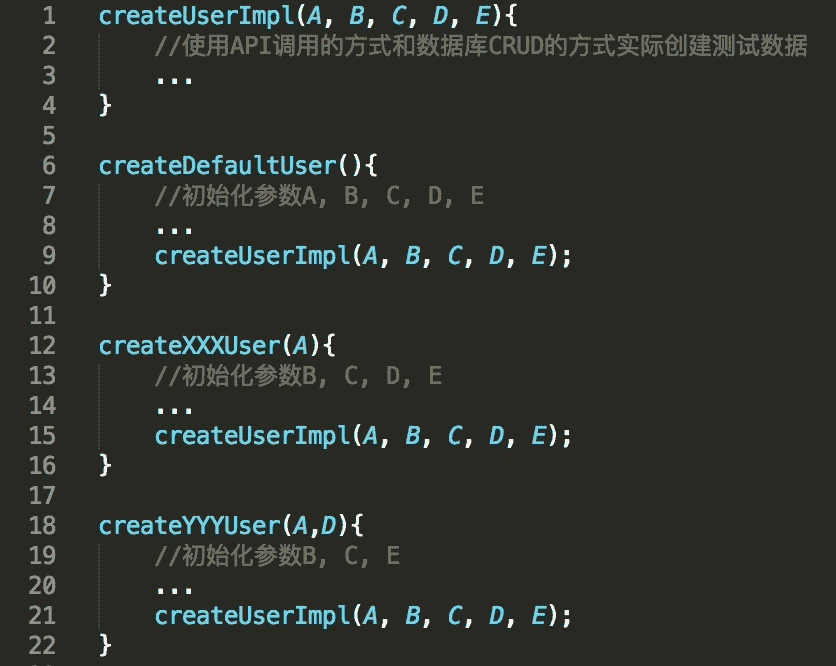 1 createUserImpl(A, B, C, D, E){
2 //使用API调用的方式和数据库CRUD的方式实际创建测试数据
3 ...
4 }
5
6 createDefaultUser(){
7 //初始化参数A, B, C, D, E
8 ...
9 createUserImpl(A, B, C, D, E);
10 }
11
12 createXXXUser(A){
13 //初始化参数B, C, D, E
14 ...
15 createUserImpl(A, B, C, D, E);
16 }
17
18 createYYYUser(A,D){
19 //初始化参数B, C, E
20 ...
21 createUserImpl(A, B, C, D, E);
22 }